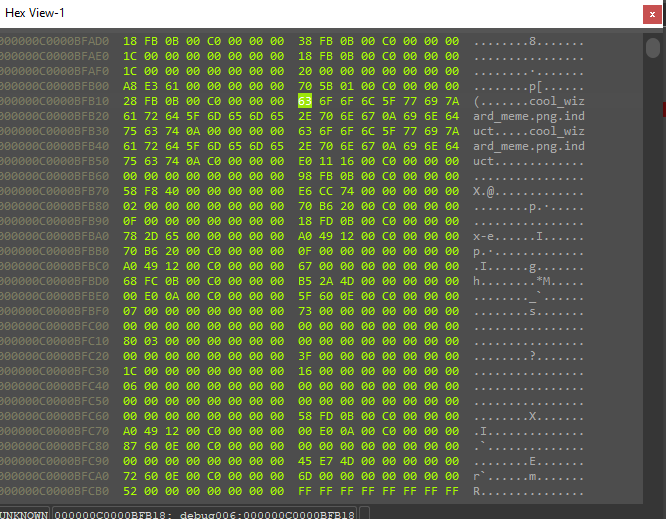 Hex View-1
x
000000C0000BFAD0 18 FB 0B 00 C0 00 00 00 38 FB 0B 00 C0 00 00 00 ........8.......
000000C0000BFAE0 1C 00 00 00 00 00 00 00 18 FB 0B 00 C0 00 00 00 ................
000000C0000BFAF0 1C 00 00 00 00 00 00 00 20 00 00 00 00 00 00 00 ........·.......
000000C0000BFB00 A8 E3 61 00 00 00 00 00 70 5B 01 00 C0 00 00 00 ........p[......
000000C0000BFB10 28 FB 0B 00 C0 00 00 00 63 6F 6F 6C 5F 77 69 7A (.......cool_wiz
000000C0000BFB20 61 72 64 5F 6D 65 6D 65 2E 70 6E 67 0A 69 6E 64 ard_meme.png.ind
000000C0000BFB30 75 63 74 0A 00 00 00 00 63 6F 6F 6C 5F 77 69 7A uct.....cool_wiz
000000C0000BFB40 61 72 64 5F 6D 65 6D 65 2E 70 6E 67 0A 69 6E 64 ard_meme.png.ind
000000C0000BFB50 75 63 74 0A C0 00 00 00 E0 11 16 00 C0 00 00 00 uct.............
000000C0000BFB60 00 00 00 00 00 00 00 00 98 FB 0B 00 C0 00 00 00 ................
000000C0000BFB70 58 F8 40 00 00 00 00 00 E6 CC 74 00 00 00 00 00 X.@.............
000000C0000BFB80 02 00 00 00 00 00 00 00 70 B6 20 00 C0 00 00 00 ........p.·.....
000000C0000BFB90 0F 00 00 00 00 00 00 00 18 FD 0B 00 C0 00 00 00 ................
000000C0000BFBA0 78 2D 65 00 00 00 00 00 A0 49 12 00 C0 00 00 00 x-e......I......
000000C0000BFBB0 70 B6 20 00 C0 00 00 00 0F 00 00 00 00 00 00 00 p.·.............
000000C0000BFBC0 A0 49 12 00 C0 00 00 00 67 00 00 00 00 00 00 00 .I......g.......
000000C0000BFBD0 68 FC 0B 00 C0 00 00 00 B5 2A 4D 00 00 00 00 00 h........*M.....
000000C0000BFBE0 00 E0 0A 00 C0 00 00 00 5F 60 0E 00 C0 00 00 00 ........_`......
000000C0000BFBF0 07 00 00 00 00 00 00 00 73 00 00 00 00 00 00 00 ........s.......
000000C0000BFC00 00 00 00 00 00 00 00 00 00 00 00 00 00 00 00 00 ................
000000C0000BFC10 80 03 00 00 00 00 00 00 00 00 00 00 00 00 00 00 ................
000000C0000BFC20 00 00 00 00 00 00 00 00 3F 00 00 00 00 00 00 00 ........?.......
000000C0000BFC30 1C 00 00 00 00 00 00 00 16 00 00 00 00 00 00 00 ................
000000C0000BFC40 06 00 00 00 00 00 00 00 00 00 00 00 00 00 00 00 ................
000000C0000BFC50 00 00 00 00 00 00 00 00 00 00 00 00 00 00 00 00 ................
000000C0000BFC60 00 00 00 00 00 00 00 00 58 FD 0B 00 C0 00 00 00 ........X.......
000000C0000BFC70 A0 49 12 00 C0 00 00 00 00 E0 0A 00 C0 00 00 00 .I..............
000000C0000BFC80 87 60 0E 00 C0 00 00 00 00 00 00 00 00 00 00 00 .`..............
000000C0000BFC90 00 00 00 00 00 00 00 00 45 E7 4D 00 00 00 00 00 ........E.......
000000C0000BFCA0 72 60 0E 00 C0 00 00 00 6D 00 00 00 00 00 00 00 r`......m.......
000000C0000BFCB0 52 00 00 00 00 00 00 00 FF FF FF FF FF FF FF FF R...............
UNKNOWN 000000C0000BFB18: debug006:000000C0000BFB18